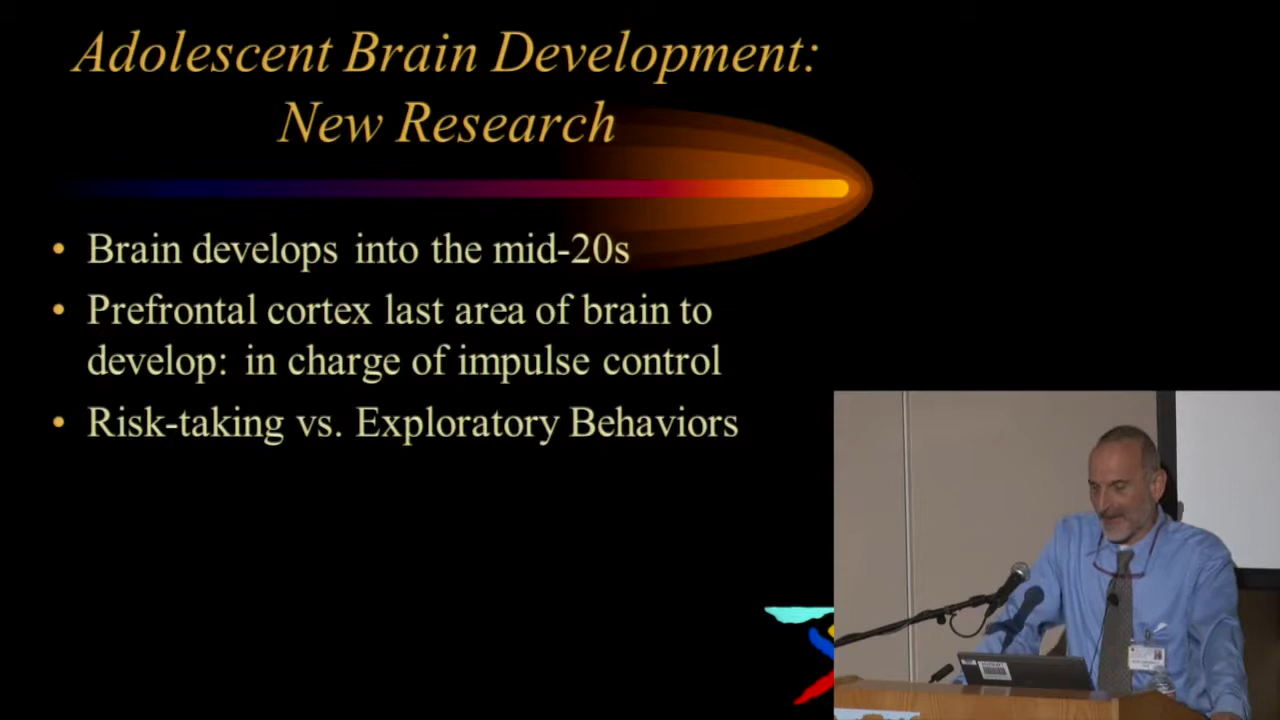 Adolescent Brain Development:
New Research
• Brain develops into the mid-20s
• Prefrontal cortex last area of brain to
develop: in charge of impulse control
• Risk-taking vs. Exploratory Behaviors